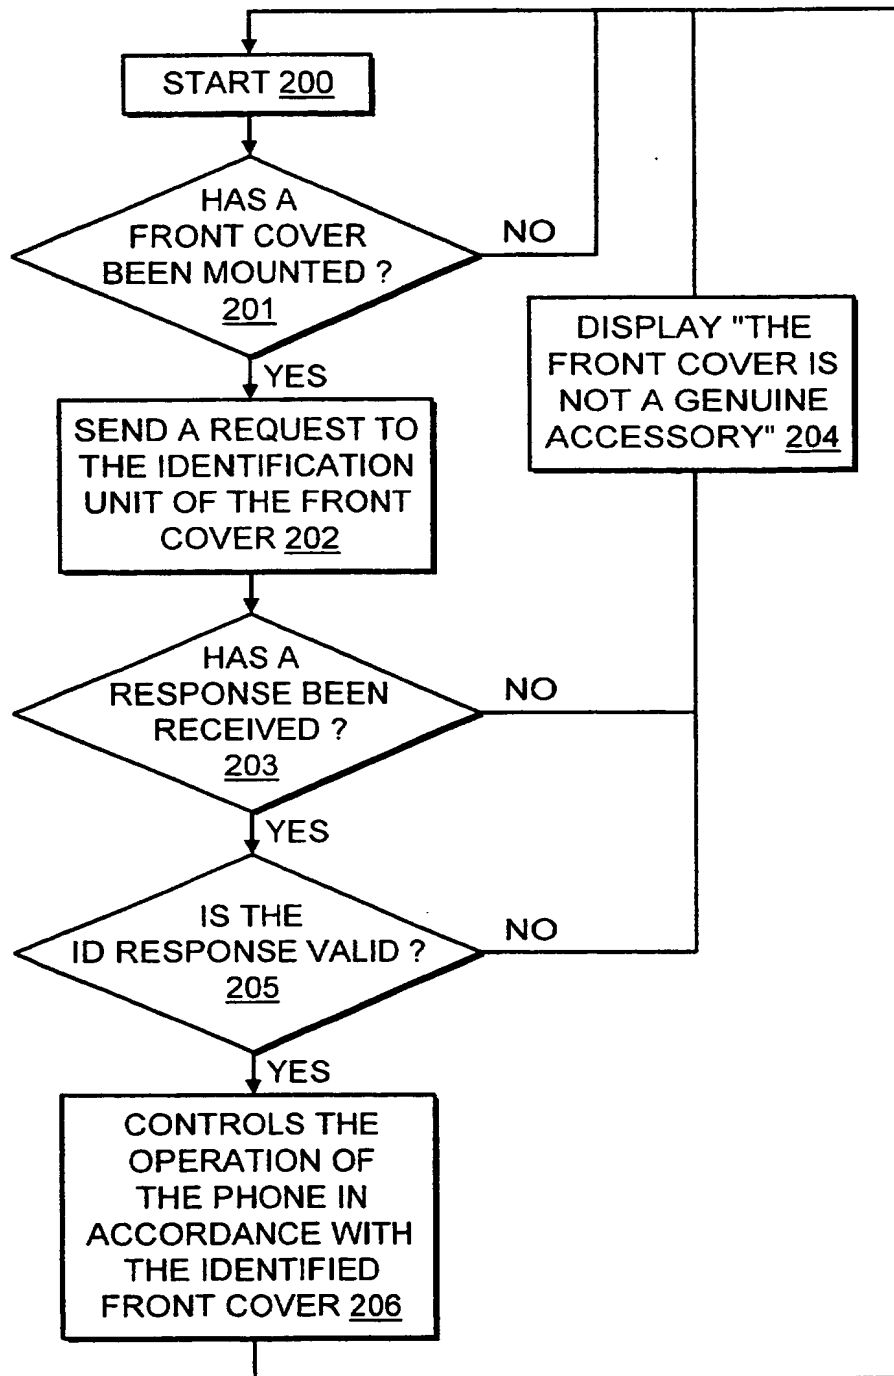 START 200
HAS A
FRONT COVER
BEEN MOUNTED ?
201
NO
YES
DISPLAY "THE
FRONT COVER IS
NOT A GENUINE
ACCESSORY" 204
SEND A REQUEST TO
THE IDENTIFICATION
UNIT OF THE FRONT
COVER 202
HAS A
RESPONSE BEEN
RECEIVED ?
203
NO
YES
IS THE
ID RESPONSE VALID ?
205
NO
YES
CONTROLS THE
OPERATION OF
THE PHONE IN
ACCORDANCE WITH
THE IDENTIFIED
FRONT COVER 206